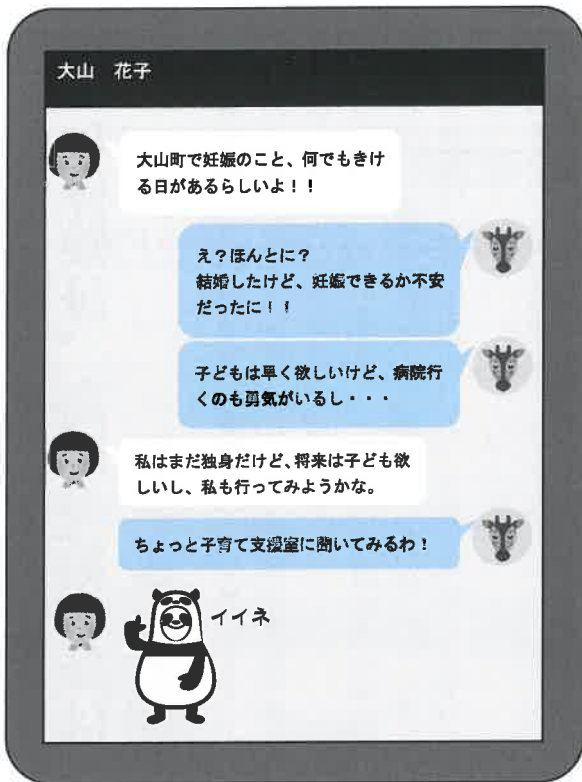 大山　花子
大山町で妊娠のこと、何でもきけ
る日があるらしいよ！！
え？ほんとに？
結婚したけど、妊娠できるか不安
だったに！！
子どもは早く欲しいけど、病院行
くのも勇気がいるし・・・
私はまだ独身だけど、将来は子ども欲
しいし、私も行ってみようかな。
ちょっと子育て支援室に聞いてみるわ！
イイネ